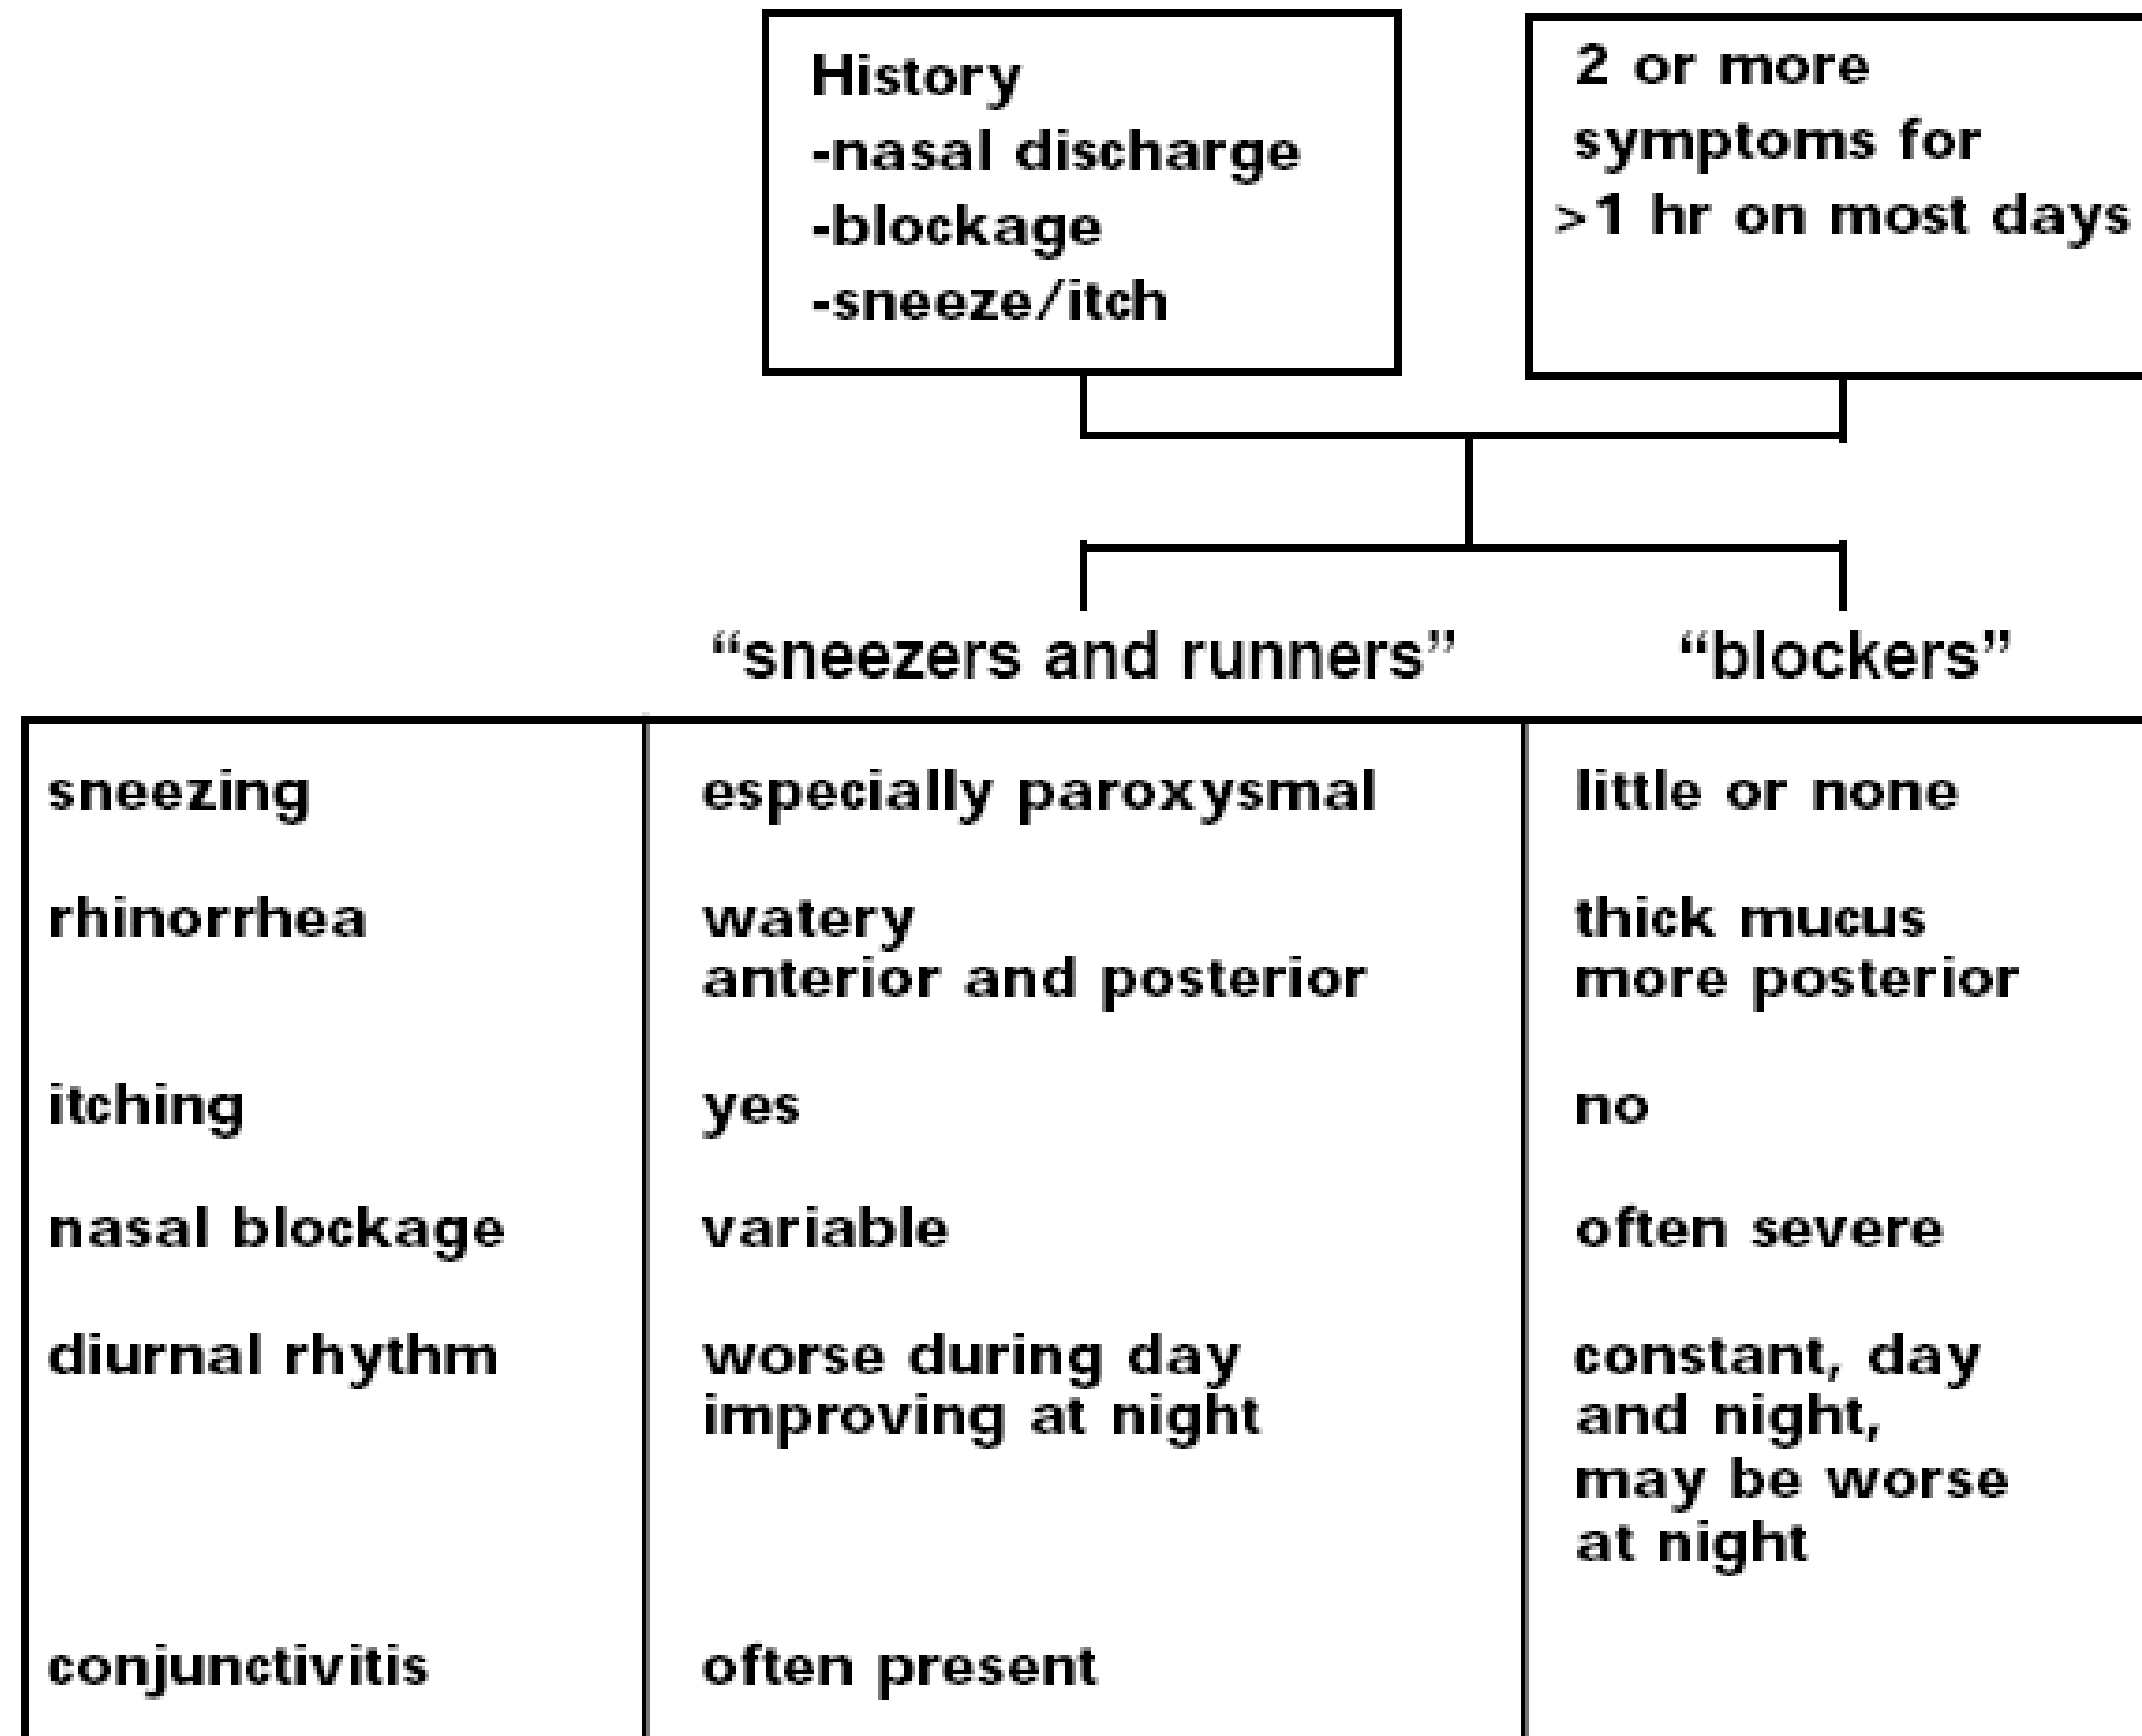 History
-nasal discharge
-blockage
-sneeze/itch
2 or more
symptoms for
>1 hr on most days
“sneezers and runners”
“blockers”
sneezing
especially paroxysmal
little or none
rhinorrhea
watery
anterior and posterior
thick mucus
more posterior
itching
yes
no
nasal blockage
variable
often severe
diurnal rhythm
worse during day
improving at night
constant, day
and night,
may be worse
at night
conjunctivitis
often present